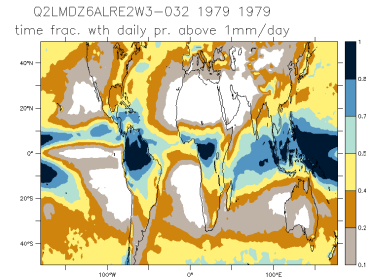 Q2LMDZ6ALRE2W3-032 1979 1979
time frac. wth daily pr. above 1mm/day
40°N
20°N
0°
20°S
40°S
100°W
0°
100°E
1
0.8
0.7
0.5
0.4
0.2
0.1